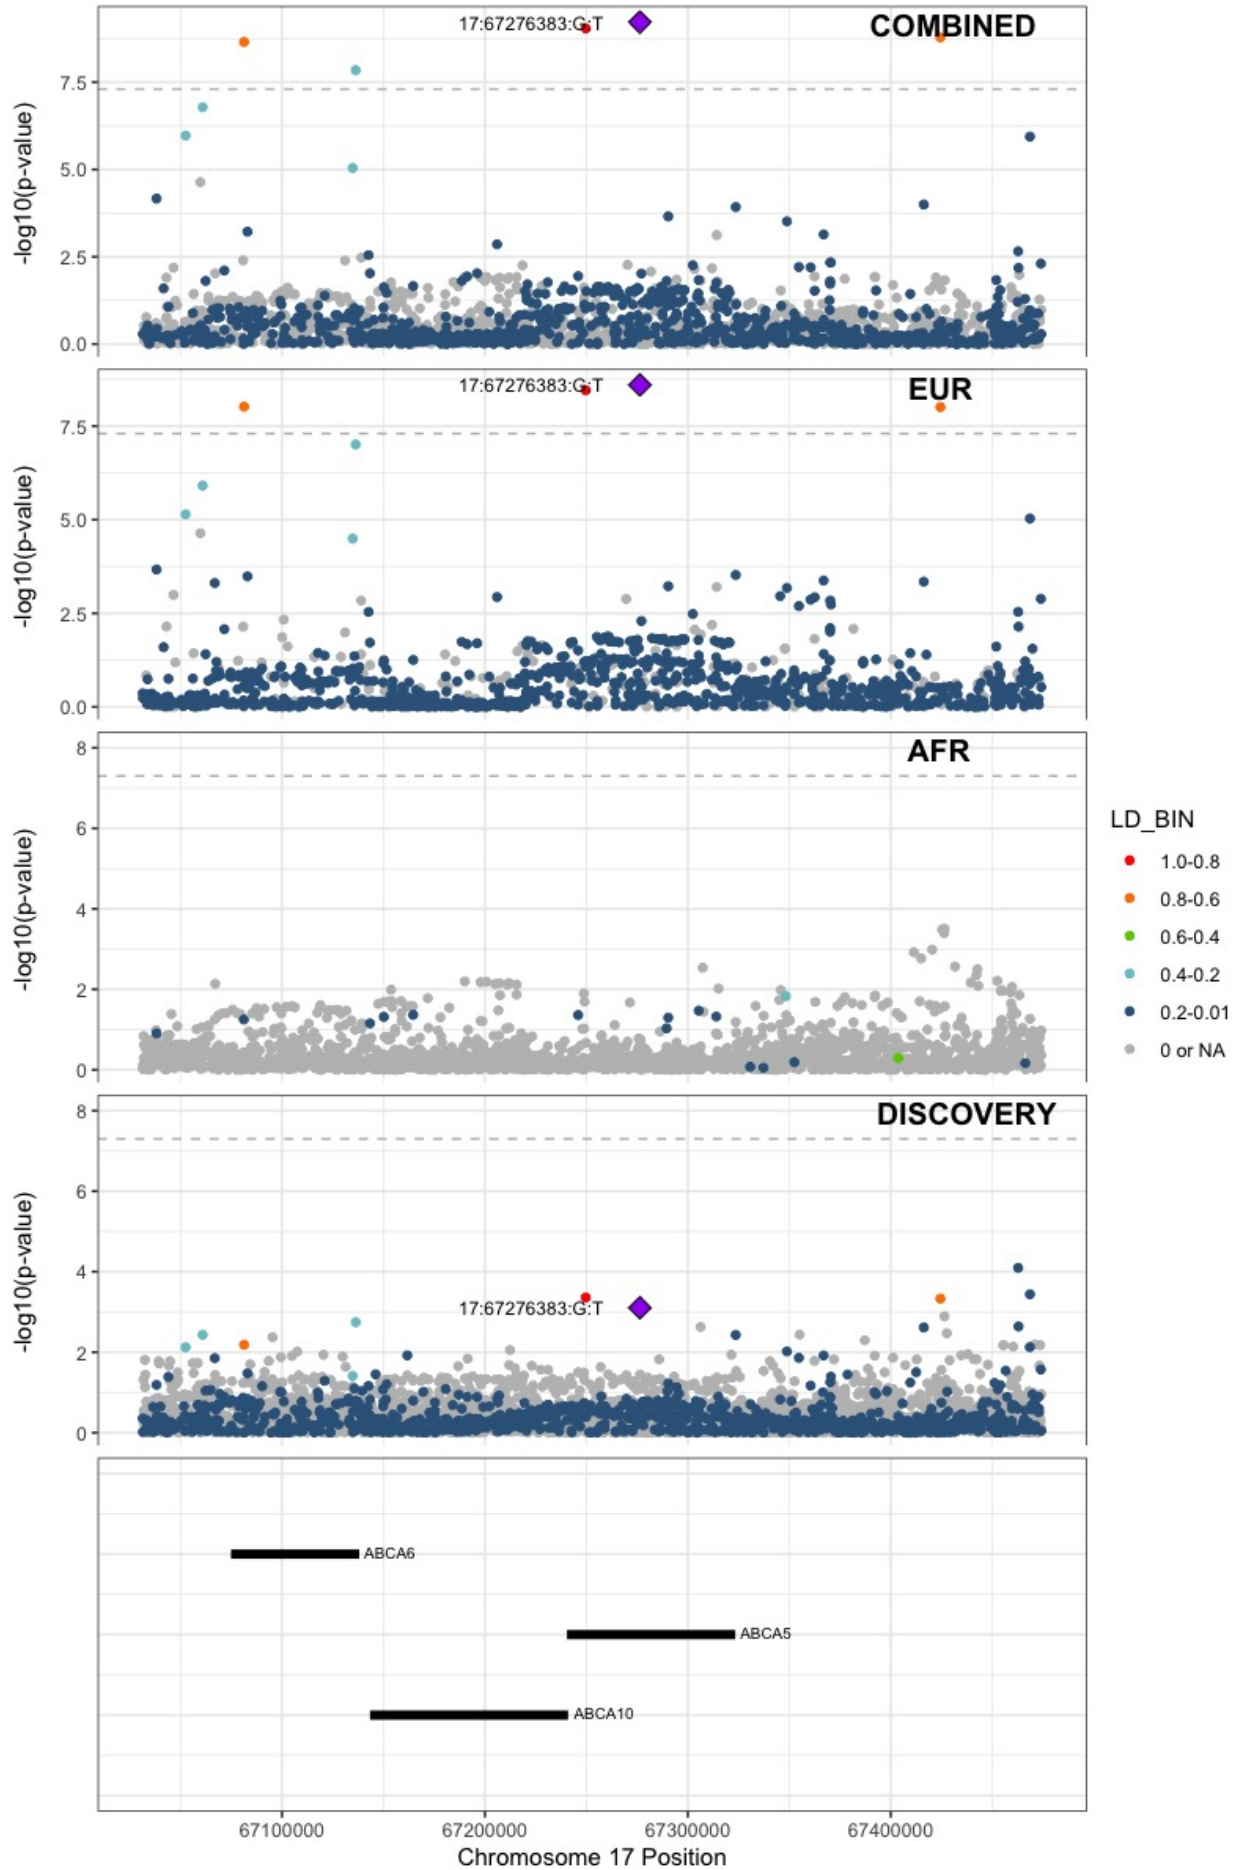 COMBINED
17:67276383:G:T
-log10(p-value)
7.5
5.0
2.5
0.0
EUR
17:67276383:G:T
-log10(p-value)
7.5
5.0
2.5
0.0
AFR
-log10(p-value)
8
6
4
2
0
LD_BIN
1.0-0.8
0.8-0.6
0.6-0.4
0.4-0.2
0.2-0.01
0 or NA
DISCOVERY
17:67276383:G:T
-log10(p-value)
8
6
4
2
0
ABCA6
ABCA5
ABCA10
67100000 67200000 67300000 67400000
Chromosome 17 Position